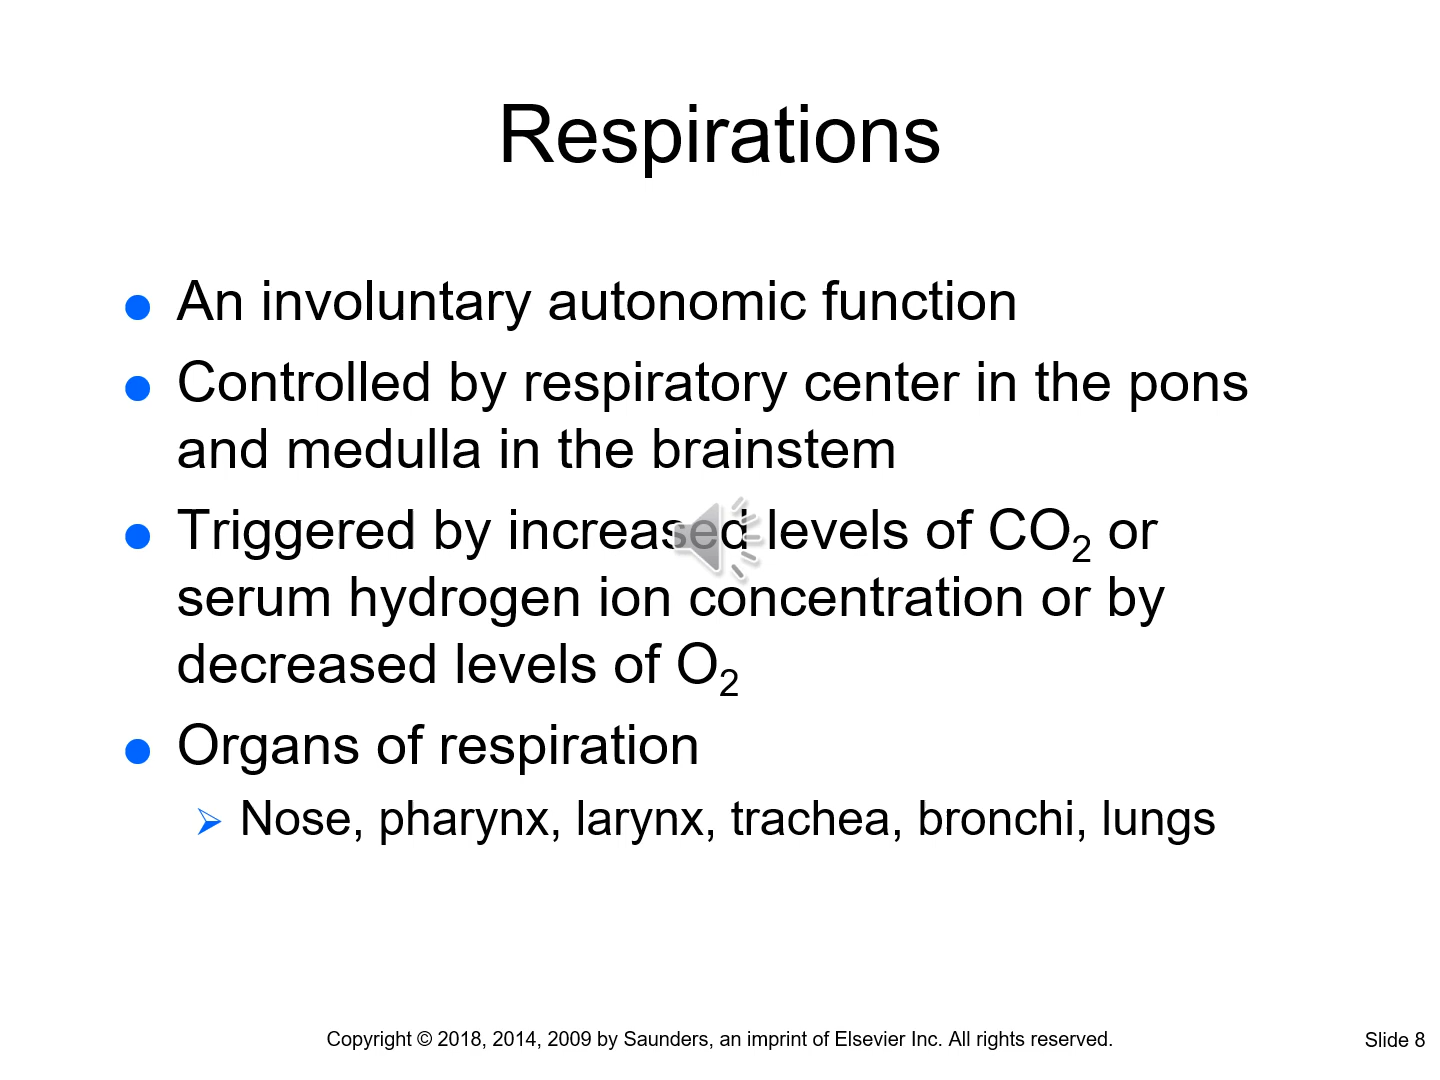 Respirations
An involuntary autonomic function
Controlled by respiratory center in the pons
and medulla in the brainstem
Triggered by increased levels of CO₂ or
serum hydrogen ion concentration or by
decreased levels of O₂
Organs of respiration
Nose, pharynx, larynx, trachea, bronchi, lungs
Copyright © 2018, 2014, 2009 by Saunders, an imprint of Elsevier Inc. All rights reserved.
Slide 8